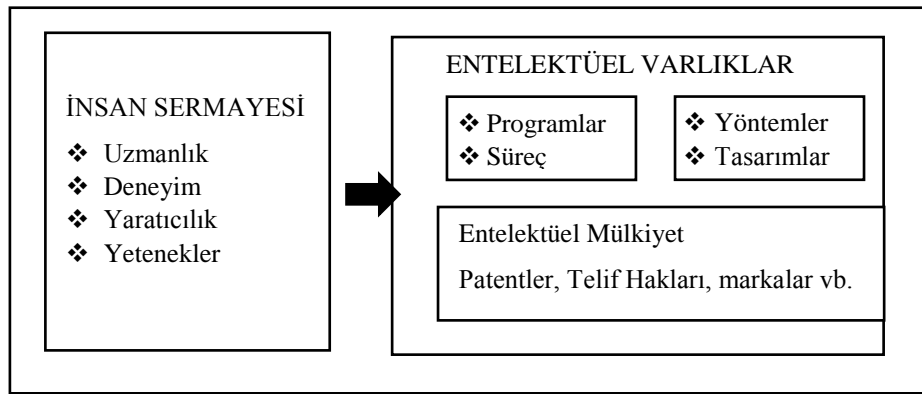 İNSAN SERMAYESİ
❖ Uzmanlık
❖ Deneyim
❖ Yaratıcılık
❖ Yetenekler
ENTELEKTÜEL VARLIKLAR
❖ Programlar
❖ Süreç
❖ Yöntemler
❖ Tasarımlar
Entelektüel Mülkiyet
Patentler, Telif Hakları, markalar vb.